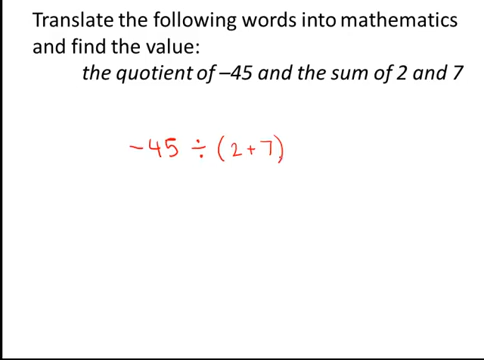 Translate the following words into mathematics
and find the value:
the quotient of –45 and the sum of 2 and 7
-45 ÷ (2+7)